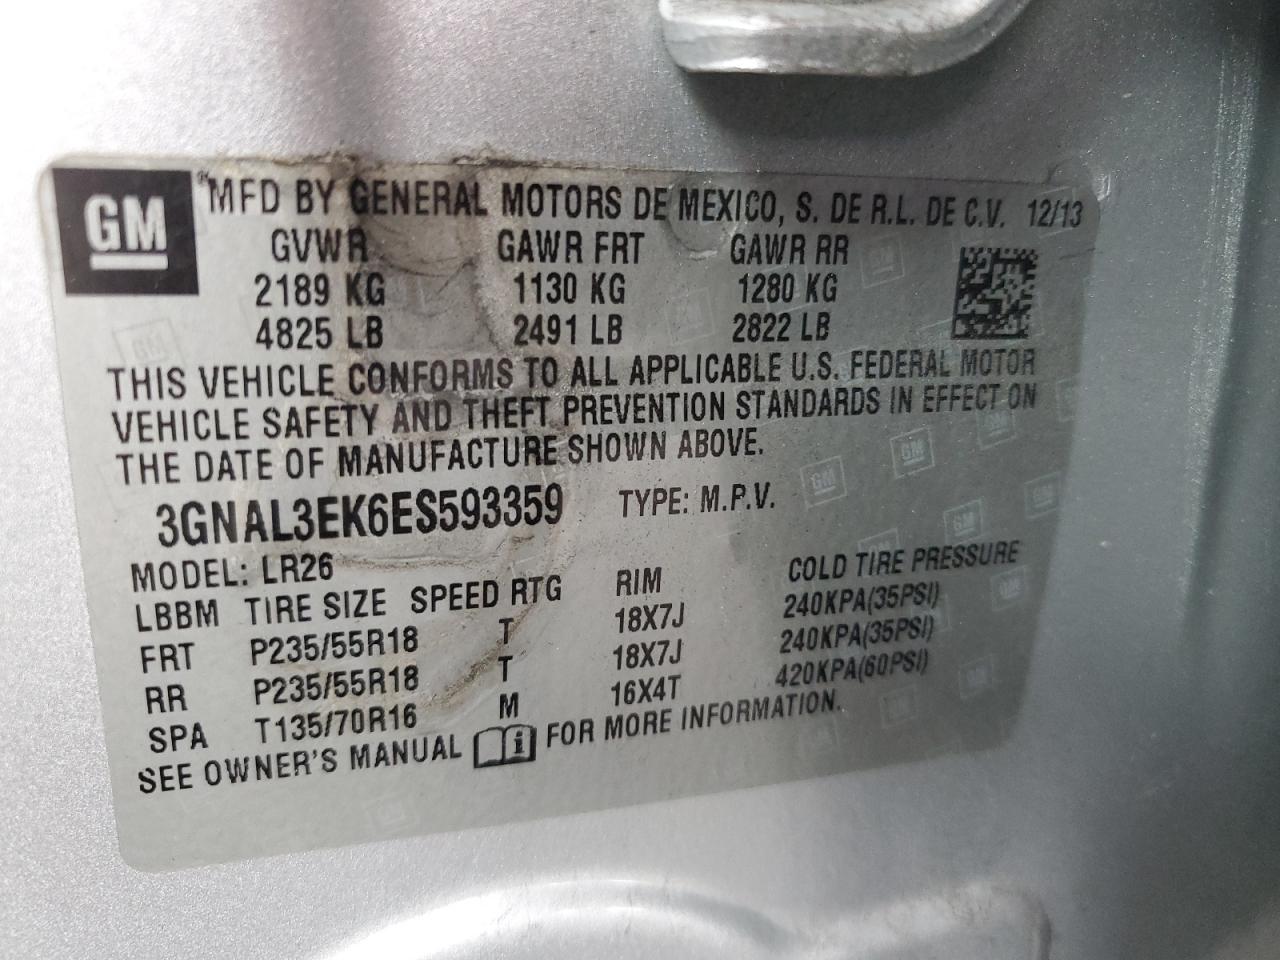 GM
MFD BY GENERAL MOTORS DE MEXICO, S. DE R.L. DE C.V. 12/13
GVWR GAWR FRT GAWR RR
2189 KG 1130 KG 1280 KG
4825 LB 2491 LB 2822 LB
THIS VEHICLE CONFORMS TO ALL APPLICABLE U.S. FEDERAL MOTOR
VEHICLE SAFETY AND THEFT PREVENTION STANDARDS IN EFFECT ON
THE DATE OF MANUFACTURE SHOWN ABOVE.
3GNAL3EK6ES593359 TYPE: M.P.V.
MODEL: LR26
LBBM TIRE SIZE SPEED RTG RIM COLD TIRE PRESSURE
FRT P235/55R18 T 18X7J 240KPA(35PSI)
RR P235/55R18 T 18X7J 240KPA(35PSI)
SPA T135/70R16 M 16X4T 420KPA(60PSI)
SEE OWNER'S MANUAL FOR MORE INFORMATION.